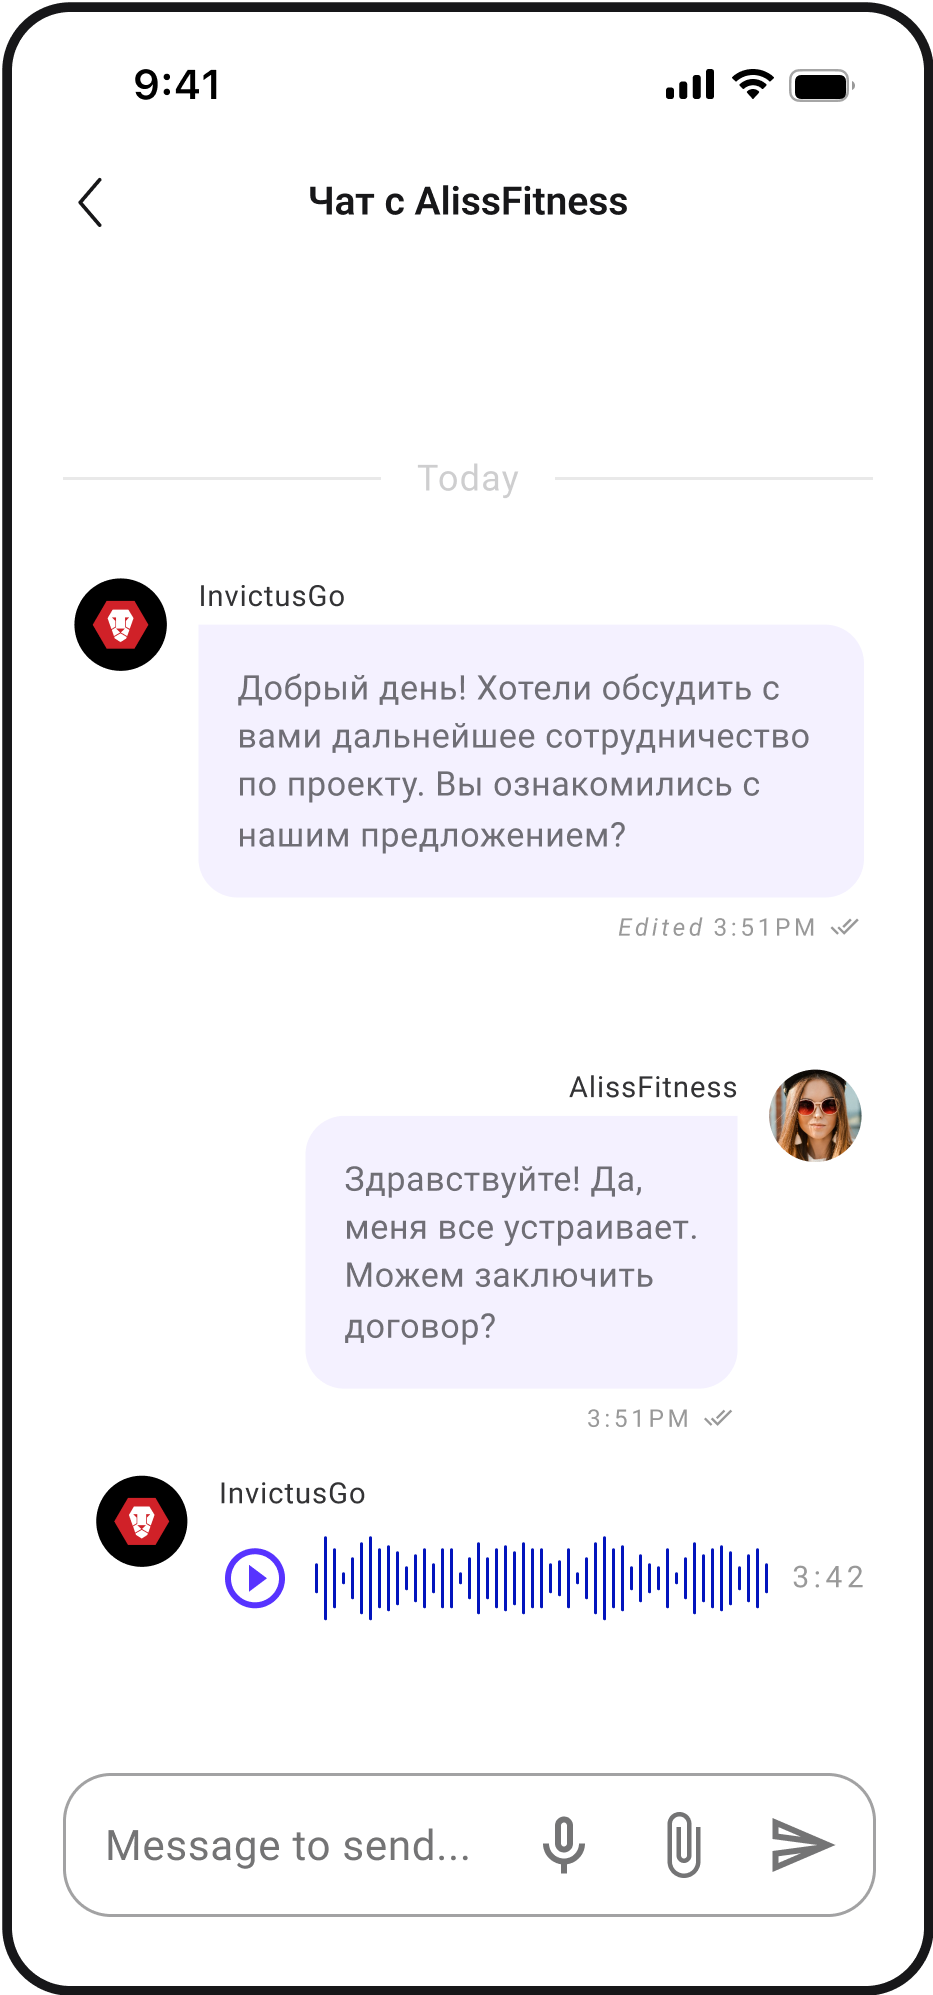 9:41
Чат с AlissFitness
Today
InvictusGo
Добрый день! Хотели обсудить с
вами дальнейшее сотрудничество
по проекту. Вы ознакомились с
нашим предложением?
Edited 3:51PM
AlissFitness
Здравствуйте! Да,
меня все устраивает.
Можем заключить
договор?
3:51PM
InvictusGo
3:42
Message to send...